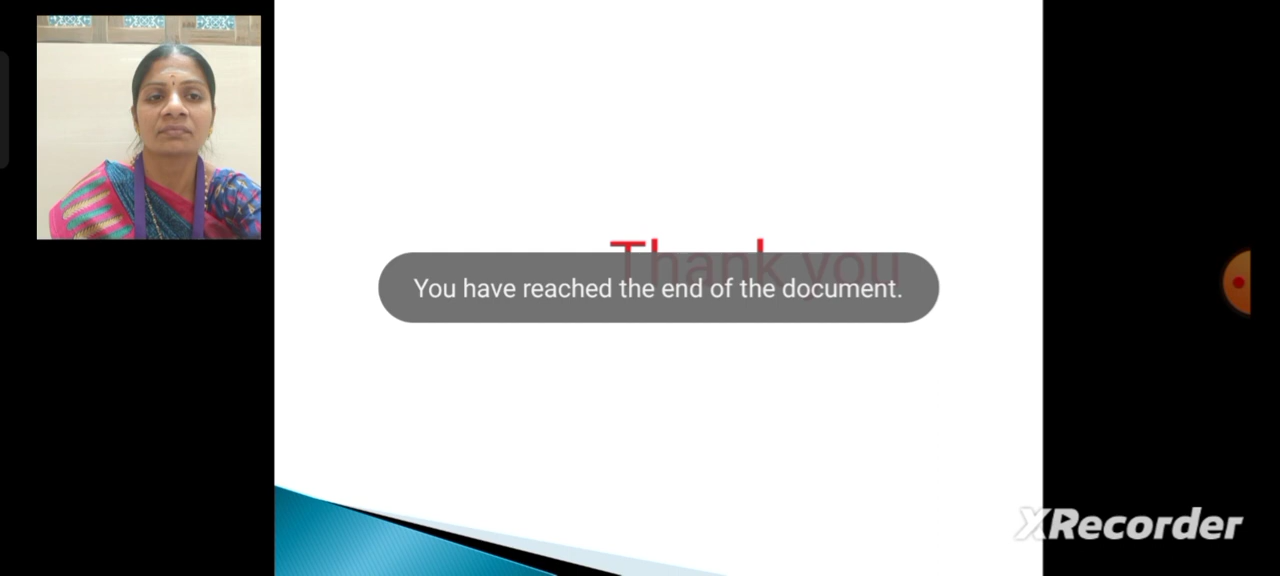 Thank you
You have reached the end of the document.
XRecorder